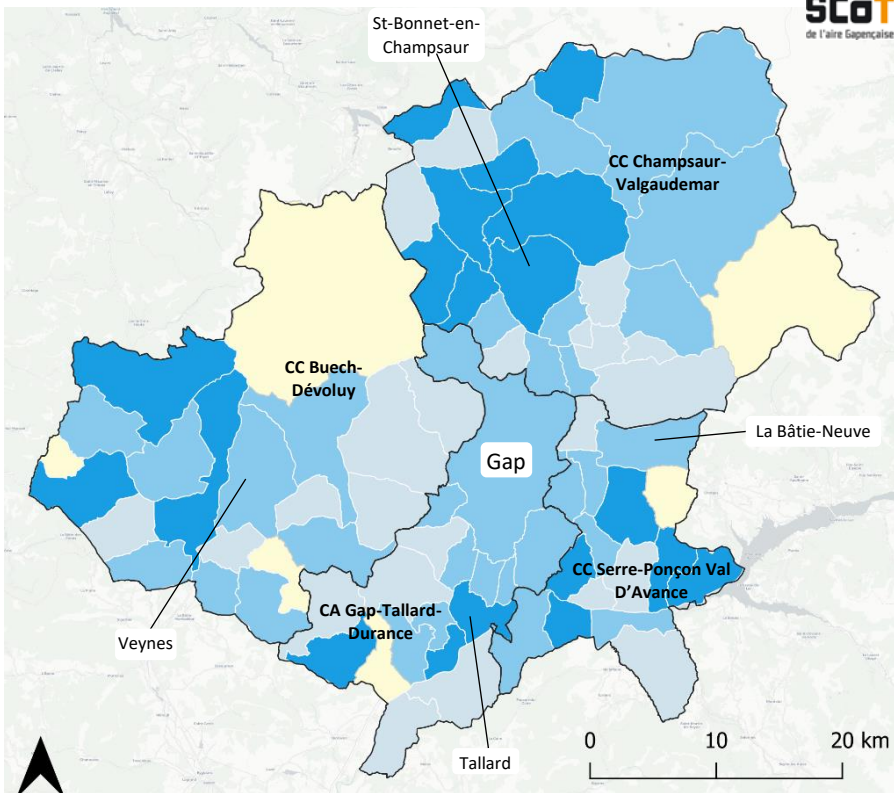 SCoT
de l'aire Gapençaise
St-Bonnet-en-
Champsaur
CC Champsaur-
Valgaudemar
CC Buech-
Dévoluy
La Bâtie-Neuve
Gap
CC Serre-Ponçon Val
D'Avance
CA Gap-Tallard-
Durance
Veynes
Tallard
0 10 20 km